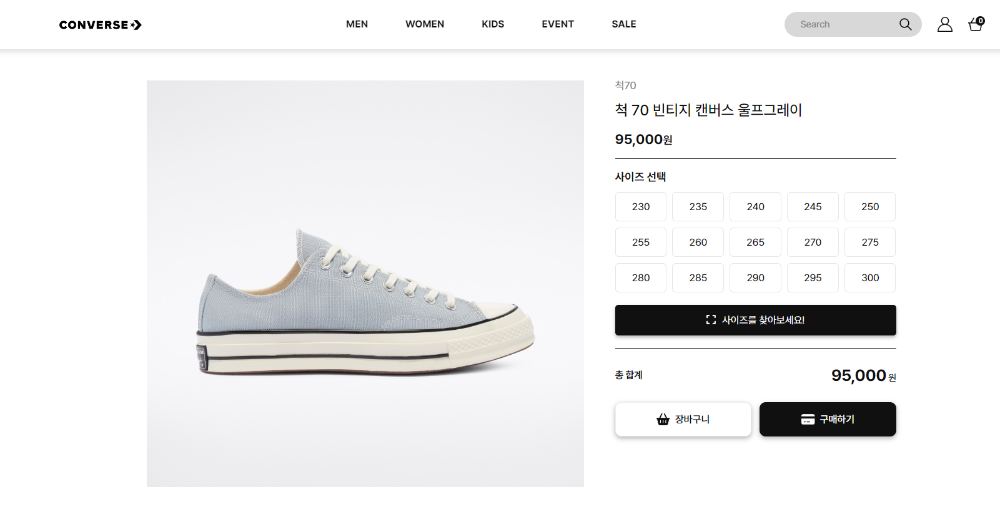 CONVERSE
MEN WOMEN KIDS EVENT SALE
Search
0
척70
척 70 빈티지 캔버스 울프그레이
95,000원
사이즈 선택
230 235 240 245 250
255 260 265 270 275
280 285 290 295 300
사이즈를 찾아보세요!
총 합계 95,000 원
장바구니 구매하기